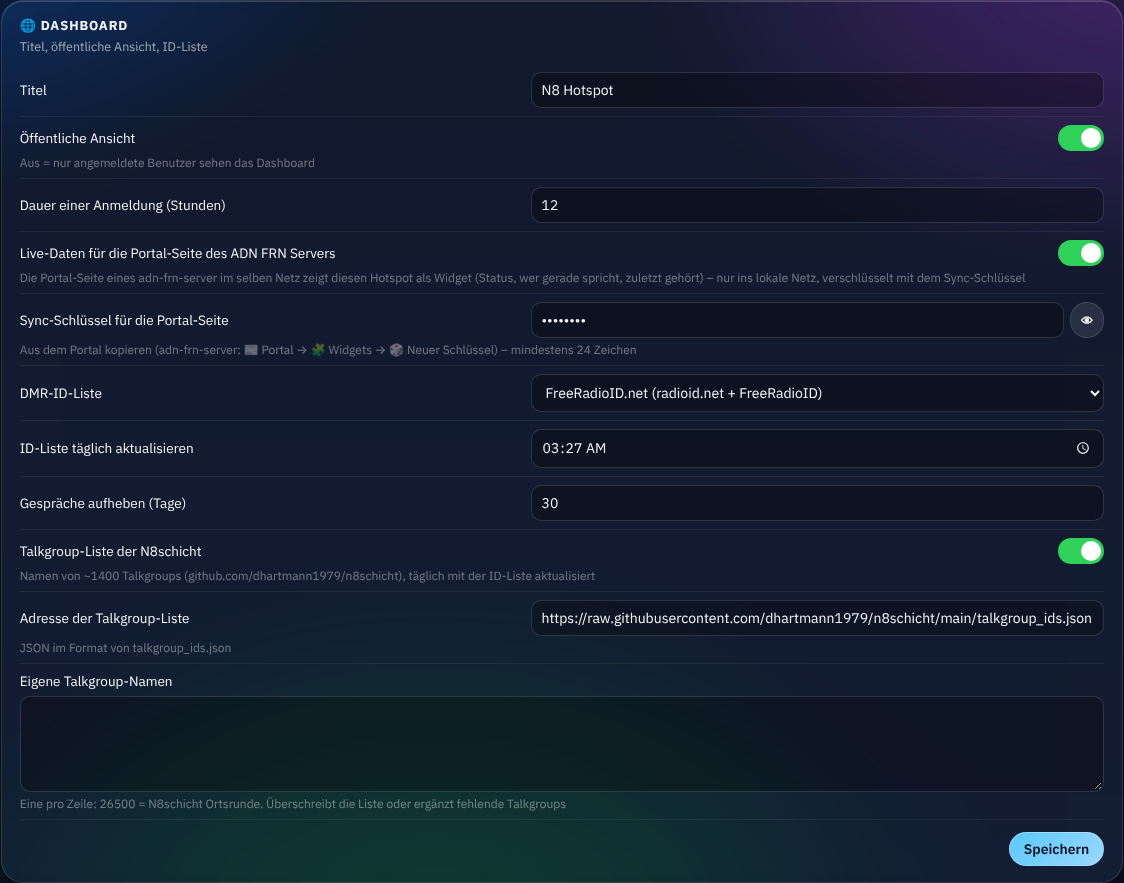 🌐 DASHBOARD
Titel, öffentliche Ansicht, ID-Liste
Titel
N8 Hotspot
Öffentliche Ansicht
Aus = nur angemeldete Benutzer sehen das Dashboard
Dauer einer Anmeldung (Stunden)
12
Live-Daten für die Portal-Seite des ADN FRN Servers
Die Portal-Seite eines adn-frn-server im selben Netz zeigt diesen Hotspot als Widget (Status, wer gerade spricht, zuletzt gehört) – nur ins lokale Netz, verschlüsselt mit dem Sync-Schlüssel
Sync-Schlüssel für die Portal-Seite
••••••••
Aus dem Portal kopieren (adn-frn-server: 📰 Portal → 🧩 Widgets → 🎲 Neuer Schlüssel) – mindestens 24 Zeichen
DMR-ID-Liste
FreeRadioID.net (radioid.net + FreeRadioID)
ID-Liste täglich aktualisieren
03:27 AM
Gespräche aufheben (Tage)
30
Talkgroup-Liste der N8schicht
Namen von ~1400 Talkgroups (github.com/dhartmann1979/n8schicht), täglich mit der ID-Liste aktualisiert
Adresse der Talkgroup-Liste
https://raw.githubusercontent.com/dhartmann1979/n8schicht/main/talkgroup_ids.json
JSON im Format von talkgroup_ids.json
Eigene Talkgroup-Namen
Eine pro Zeile: 26500 = N8schicht Ortsrunde. Überschreibt die Liste oder ergänzt fehlende Talkgroups
Speichern